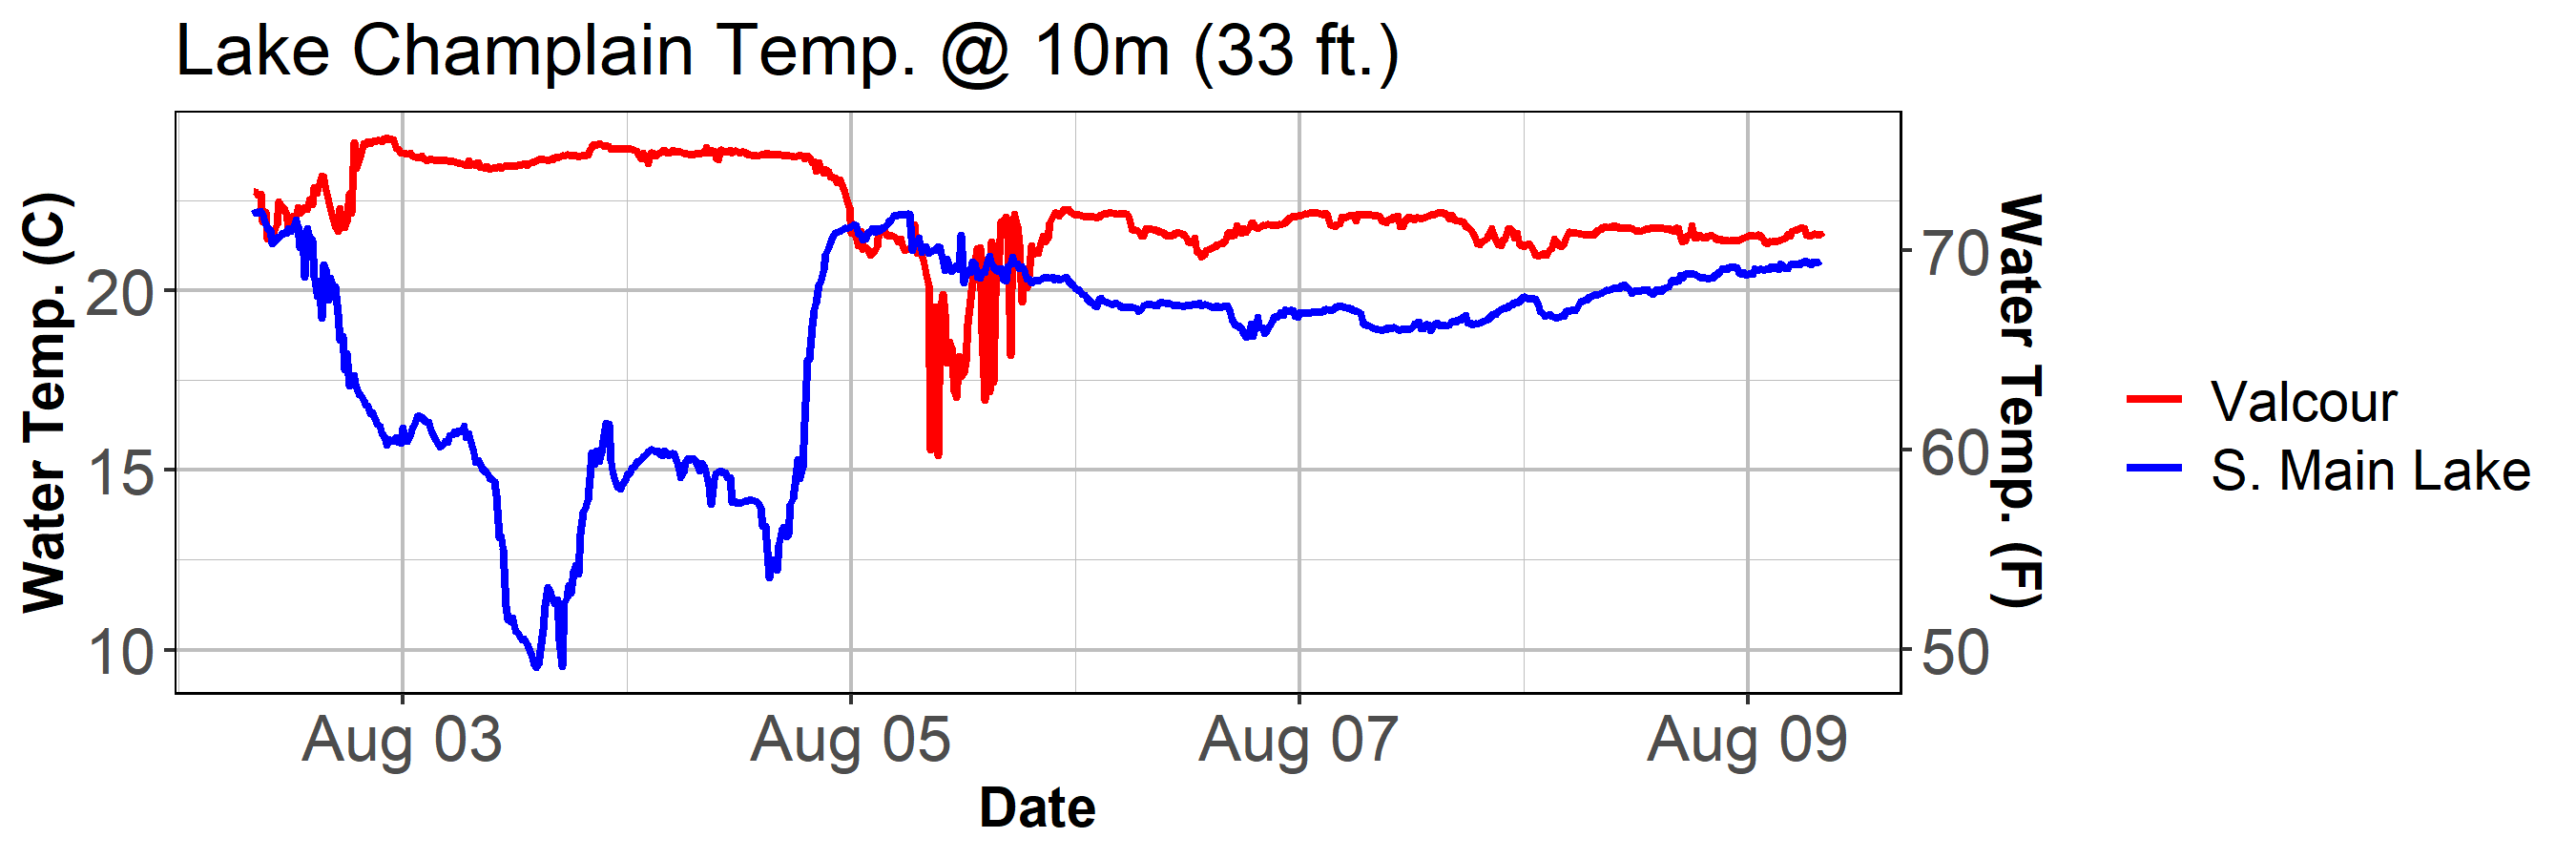 Lake Champlain Temp. @ 10m (33 ft.)
Water Temp. (C)
20
15
10
70
60
50
Water Temp. (F)
Valcour
S. Main Lake
Aug 03
Aug 05
Aug 07
Aug 09
Date